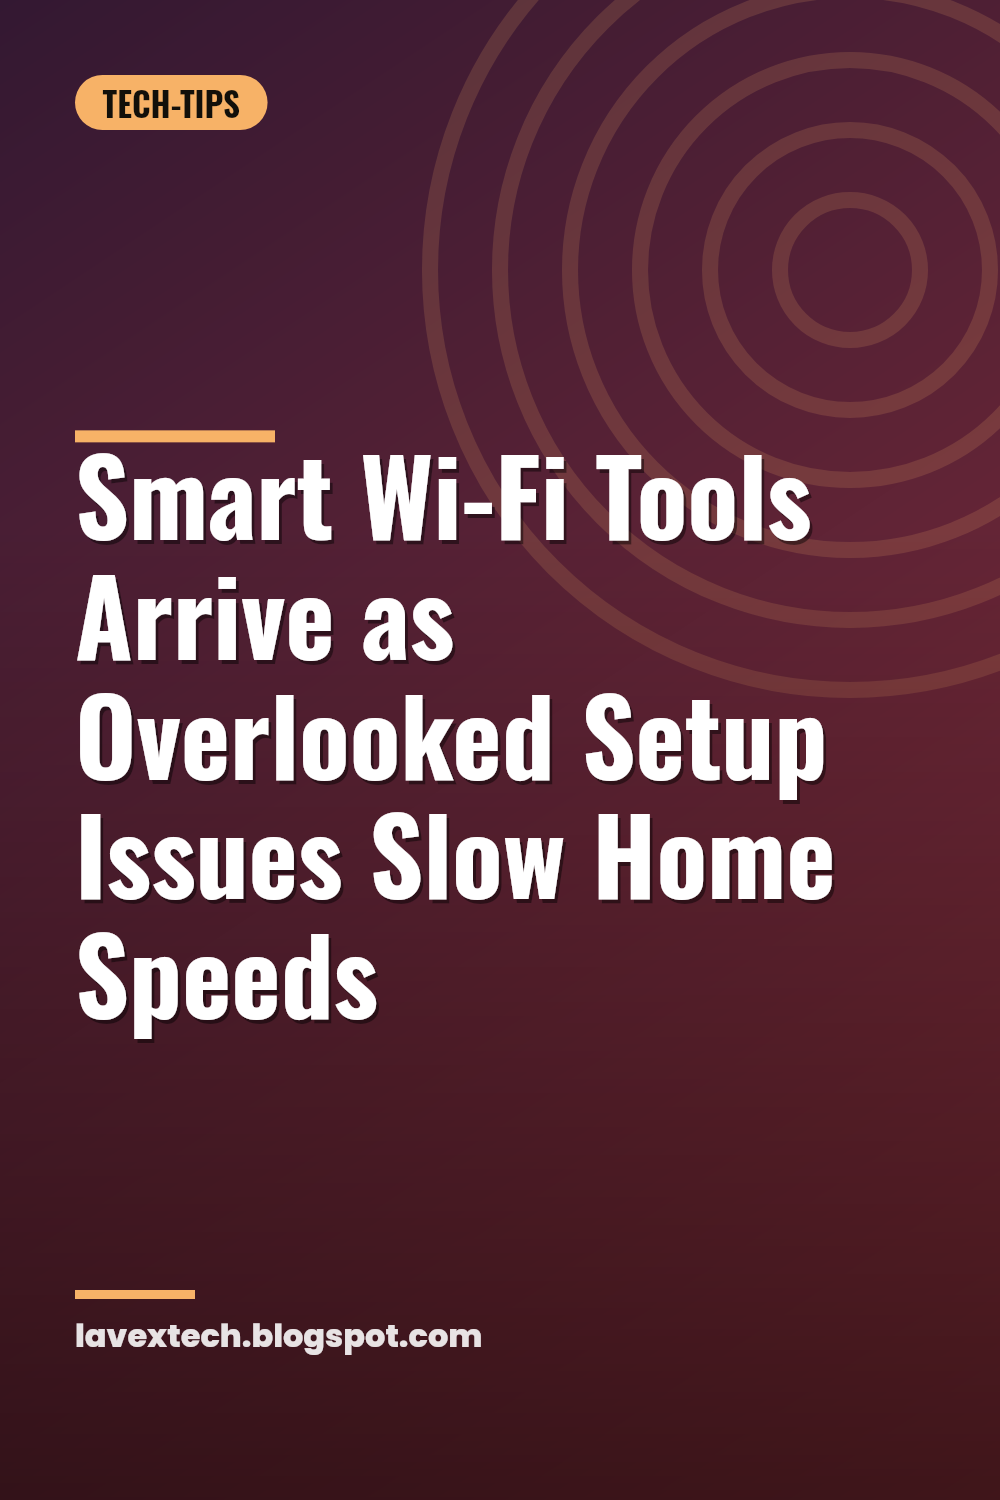 TECH-TIPS
Smart Wi-Fi Tools
Arrive as
Overlooked Setup
Issues Slow Home
Speeds
lavextech.blogspot.com